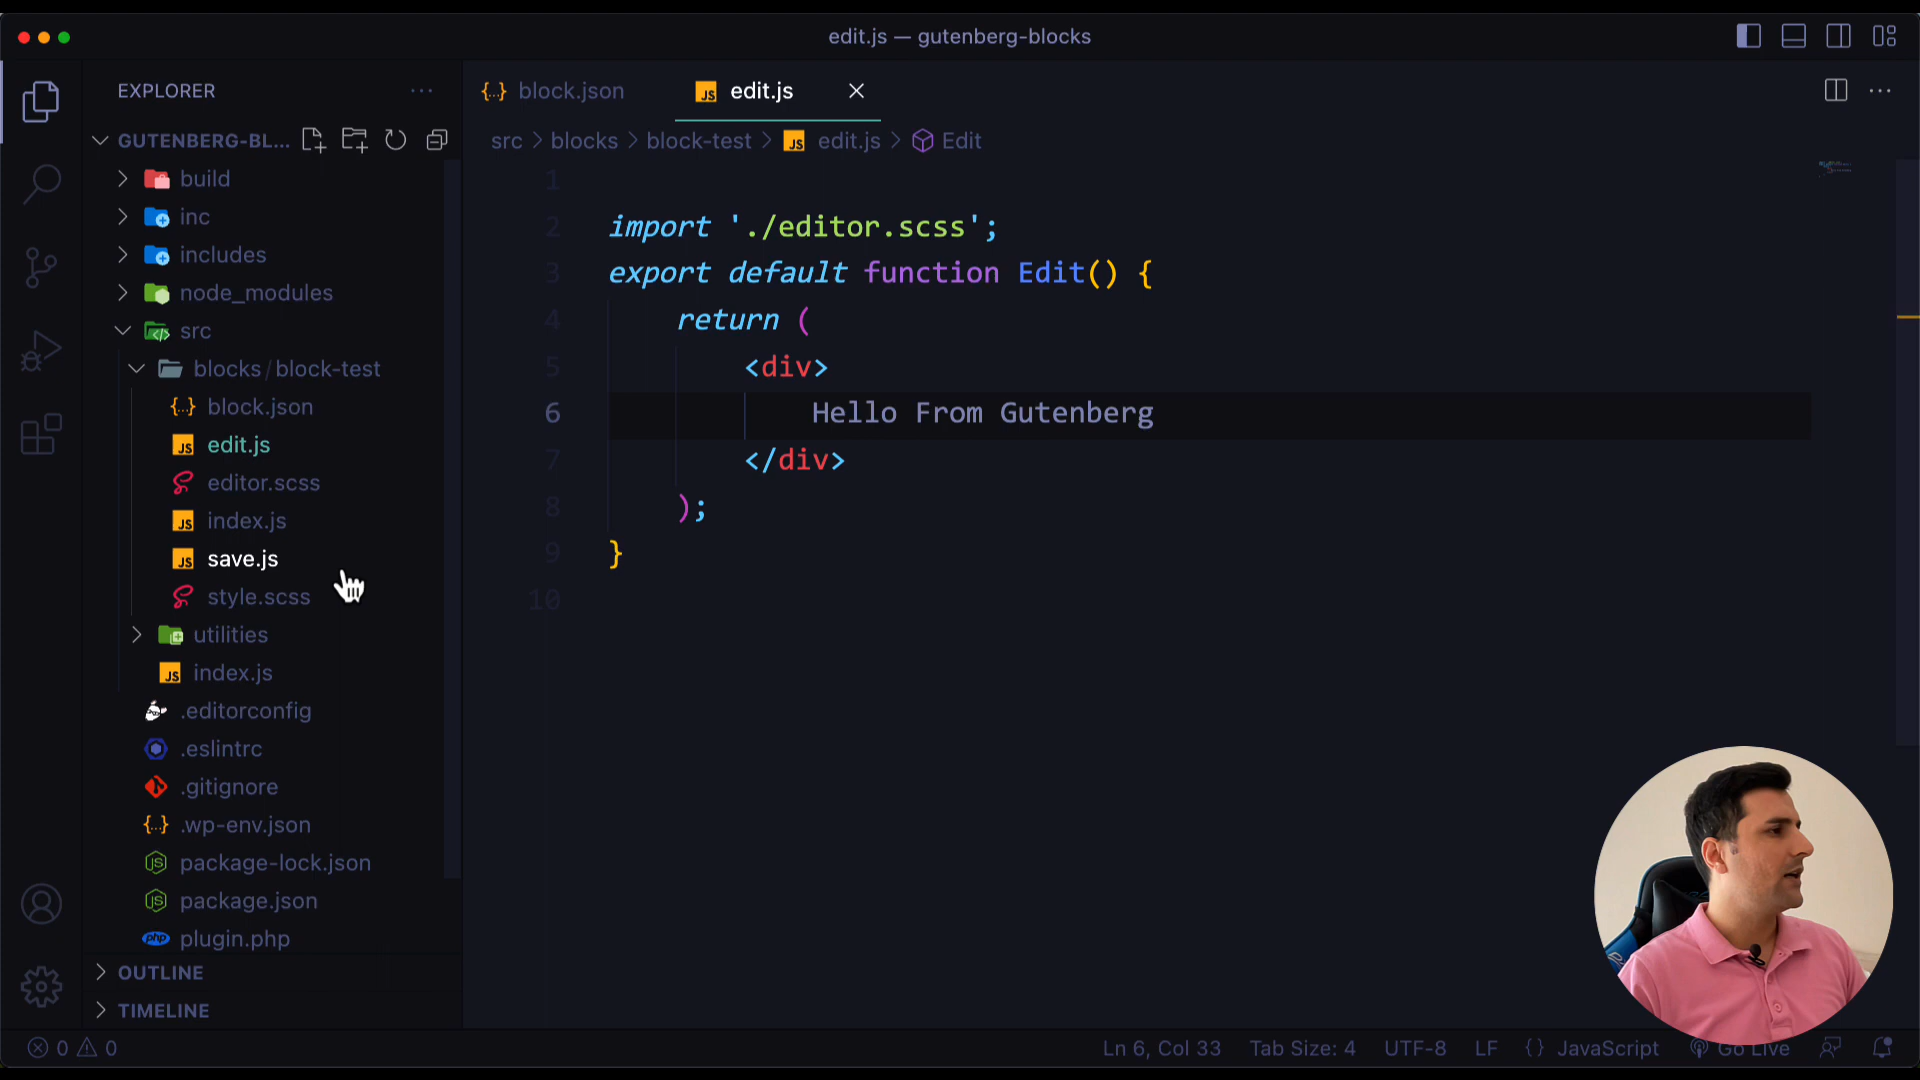 edit.js — gutenberg-blocks
EXPLORER
GUTENBERG-BL...
build
inc
includes
node_modules
src
blocks / block-test
block.json
edit.js
editor.scss
index.js
save.js
style.scss
utilities
index.js
.editorconfig
.eslintrc
.gitignore
.wp-env.json
package-lock.json
package.json
plugin.php
OUTLINE
TIMELINE
block.json
edit.js
src > blocks > block-test > edit.js > Edit
1
2 import './editor.scss';
3 export default function Edit() {
4 return (
5 <div>
6 Hello From Gutenberg
7 </div>
8 );
9 }
10
0 0
Ln 6, Col 33 Tab Size: 4 UTF-8 LF {} JavaScript Go Live